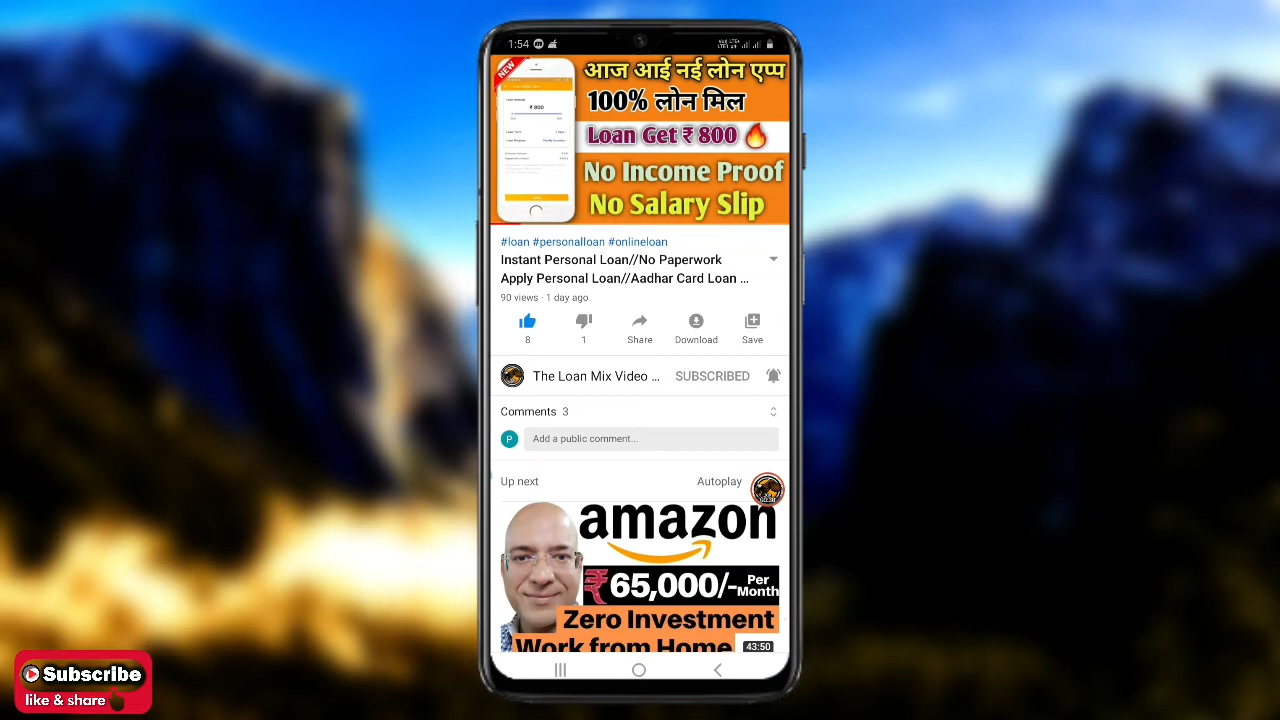 1:54
NEW
₹ 800
आज आई नई लोन एप्प
100% लोन मिल
Loan Get ₹ 800 🔥
No Income Proof
No Salary Slip
#loan #personalloan #onlineloan
Instant Personal Loan//No Paperwork
Apply Personal Loan//Aadhar Card Loan ...
90 views · 1 day ago
8
1
Share
Download
Save
The Loan Mix Video ...
SUBSCRIBED
Comments 3
P
Add a public comment...
Up next
Autoplay
amazon
₹65,000/- Per Month
Zero Investment
Work from Home
43:50
Subscribe
like & share